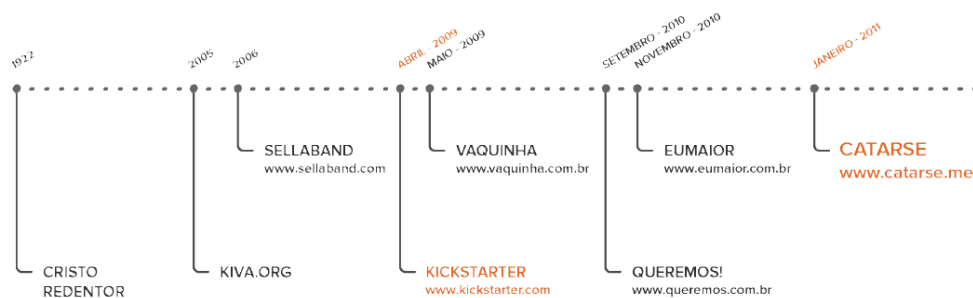 1922
2005
2006
ABRIL - 2009
MAIO - 2009
SETEMBRO - 2010
NOVEMBRO - 2010
JANEIRO - 2011
SELLABAND
www.sellaband.com
VAQUINHA
www.vaquinha.com.br
EUMAIOR
www.eumaior.com.br
CATARSE
www.catarse.me
CRISTO
REDENTOR
KIVA.ORG
KICKSTARTER
www.kickstarter.com
QUEREMOS!
www.queremos.com.br